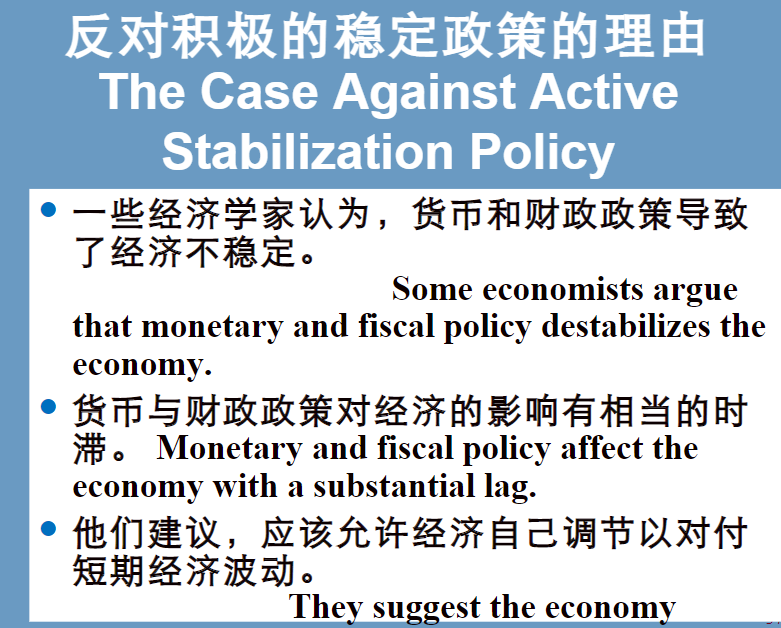 反对积极的稳定政策的理由
The Case Against Active
Stabilization Policy
一些经济学家认为，货币和财政政策导致
了经济不稳定。
Some economists argue
that monetary and fiscal policy destabilizes the
economy.
货币与财政政策对经济的影响有相当的时
滞。 Monetary and fiscal policy affect the
economy with a substantial lag.
他们建议，应该允许经济自己调节以对付
短期经济波动。
They suggest the economy